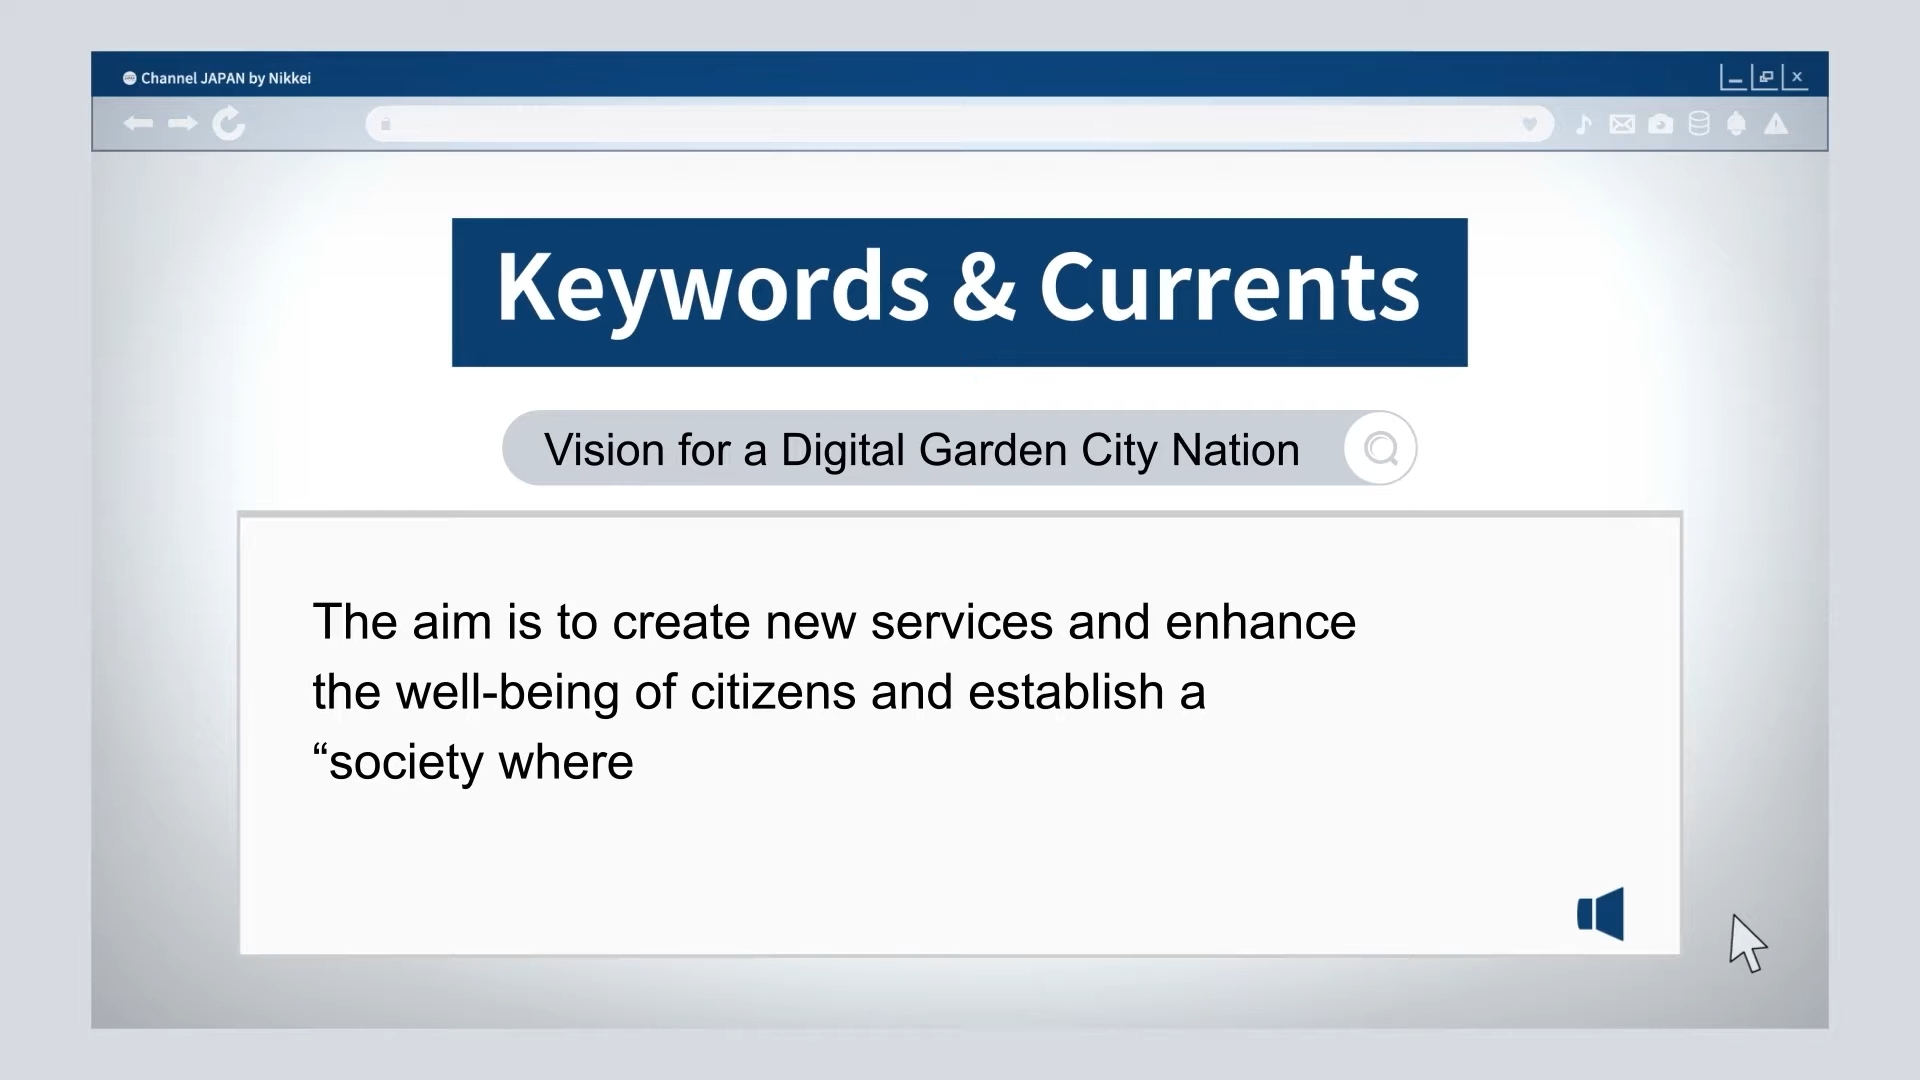 Channel JAPAN by Nikkei
Keywords & Currents
Vision for a Digital Garden City Nation
The aim is to create new services and enhance
the well-being of citizens and establish a
“society where